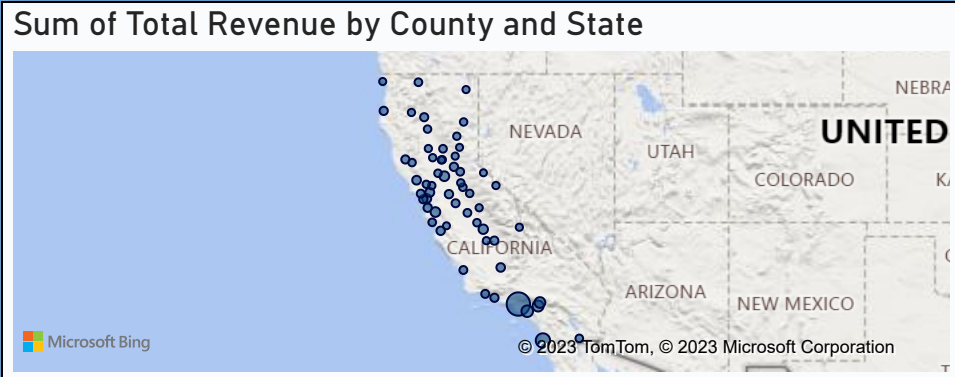 Sum of Total Revenue by County and State
NEBRA
NEVADA
UNITED
UTAH
COLORADO
KA
CALIFORNIA
ARIZONA
NEW MEXICO
Microsoft Bing
© 2023 TomTom, © 2023 Microsoft Corporation